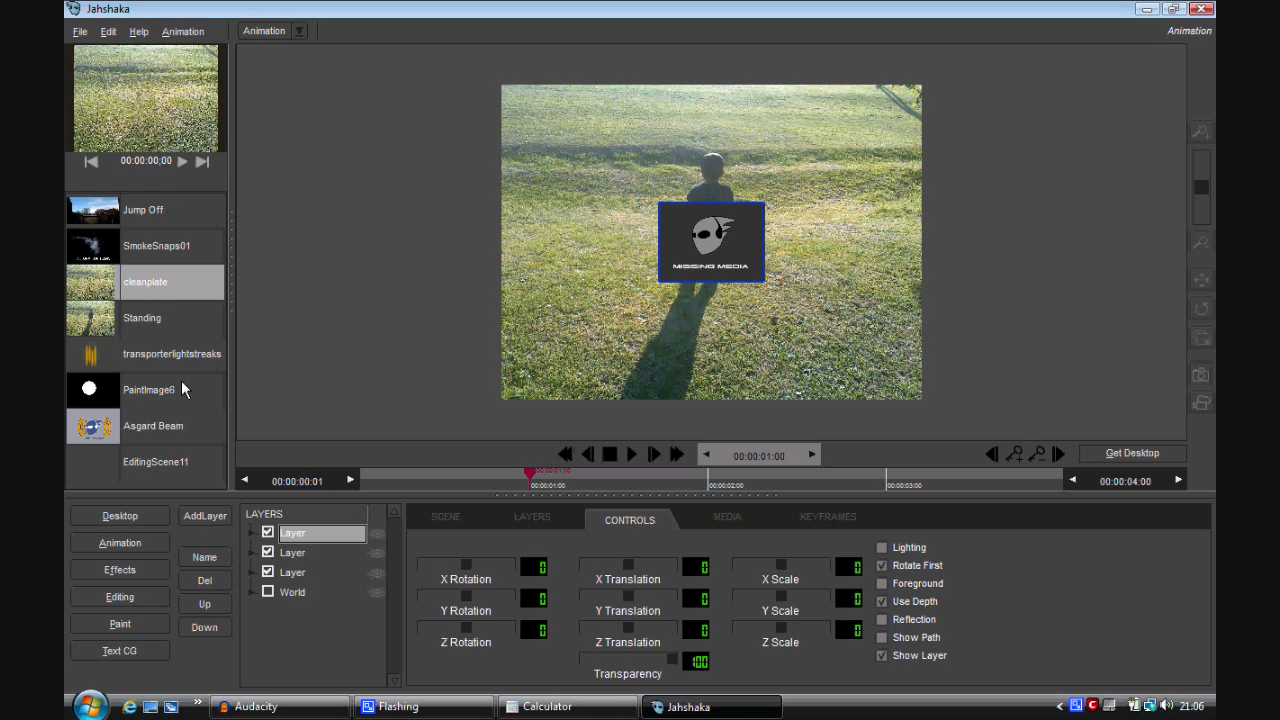 Jahshaka
File Edit Help Animation
Animation
Animation
00:00:00;00
Jump Off
SmokeSnaps01
cleanplate
Standing
transporterlightstreaks
PaintImage6
Asgard Beam
EditingScene11
MISSING MEDIA
00:00:01:00
Get Desktop
00:00:00:01
00:00:01:00
00:00:01:00
00:00:02:00
00:00:03:00
00:00:04:00
Desktop
AddLayer
Animation
Name
Effects
Del
Editing
Up
Paint
Down
Text CG
LAYERS
Layer
Layer
Layer
World
SCENE LAYERS CONTROLS MEDIA KEYFRAMES
X Rotation 0 X Translation 0 X Scale 0
Y Rotation 0 Y Translation 0 Y Scale 0
Z Rotation 0 Z Translation 0 Z Scale 0
Transparency 100
Lighting
Rotate First
Foreground
Use Depth
Reflection
Show Path
Show Layer
Audacity Flashing Calculator Jahshaka 21:06